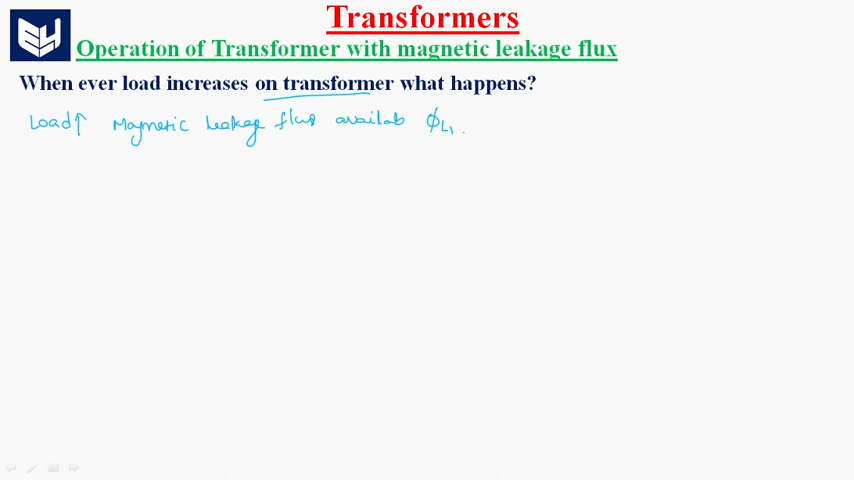 Transformers
Operation of Transformer with magnetic leakage flux
When ever load increases on transformer what happens?
Load↑ Magnetic Leakage flux availab ϕL1.